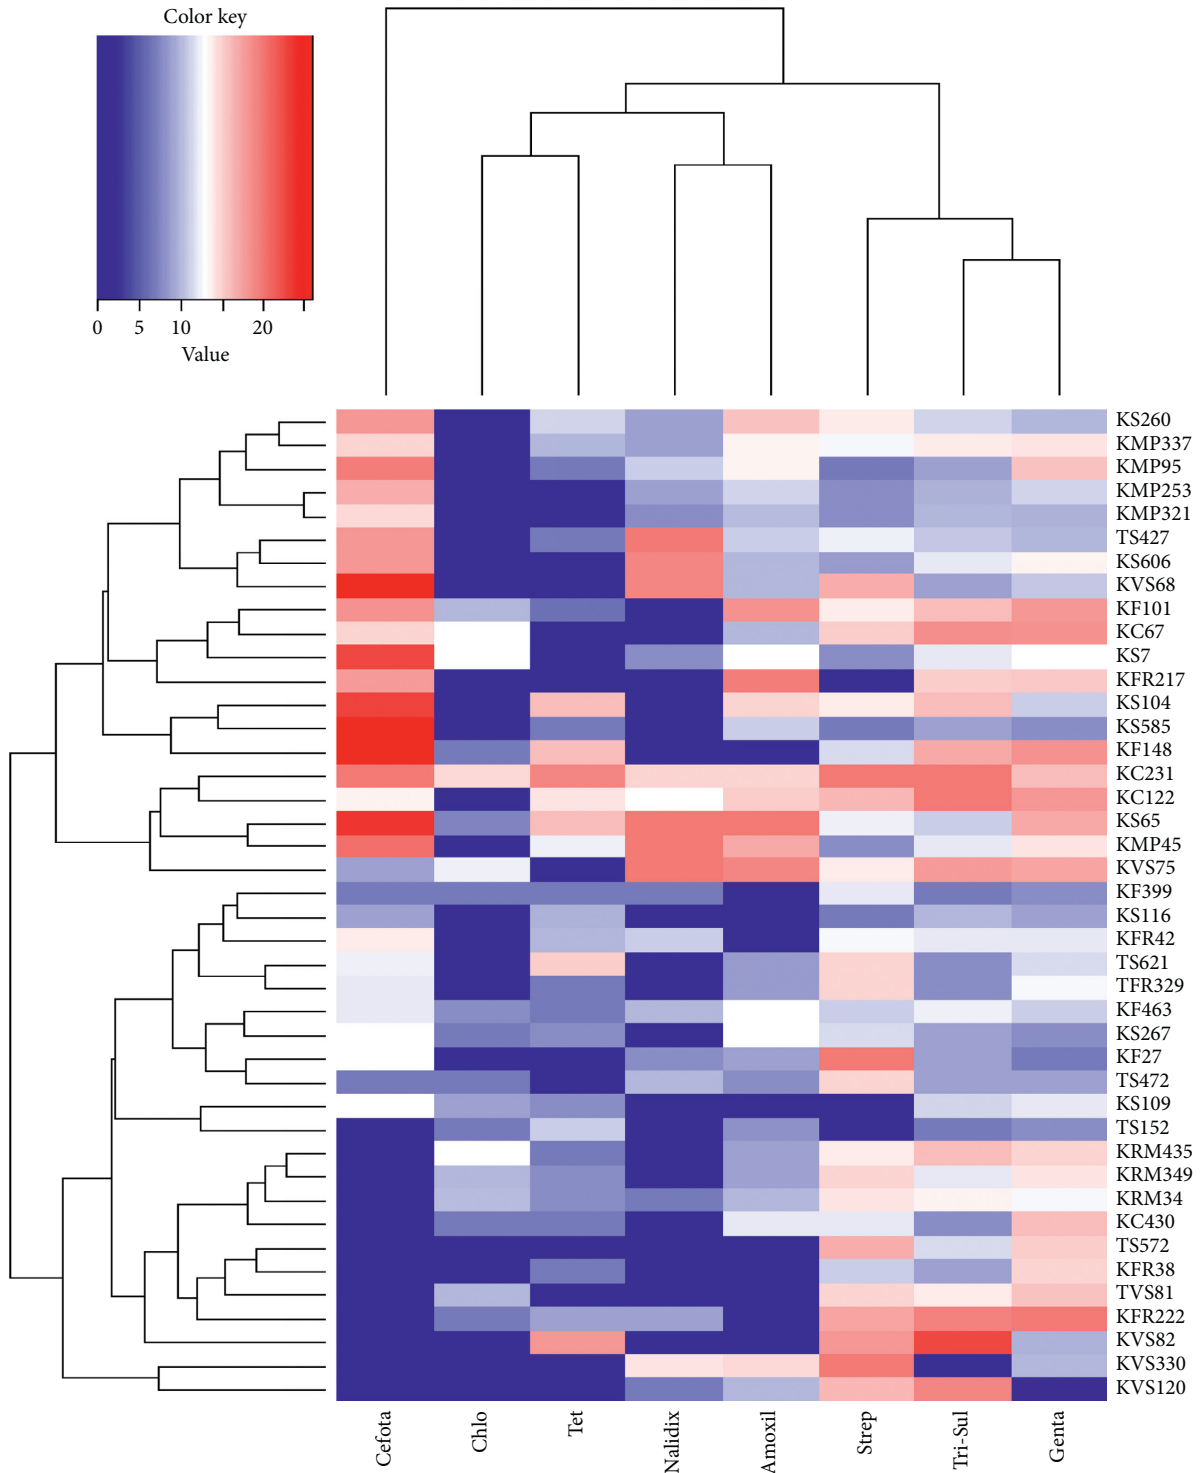 Color key
0 5 10 20
Value
KS260
KMP337
KMP95
KMP253
KMP321
TS427
KS606
KVS68
KF101
KC67
KS7
KFR217
KS104
KS585
KF148
KC231
KC122
KS65
KMP45
KVS75
KF399
KS116
KFR42
TS621
TFR329
KF463
KS267
KF27
TS472
KS109
TS152
KRM435
KRM349
KRM34
KC430
TS572
KFR38
TVS81
KFR222
KVS82
KVS330
KVS120
Cefota
Chlo
Tet
Nalidix
Amoxil
Strep
Tri-Sul
Genta